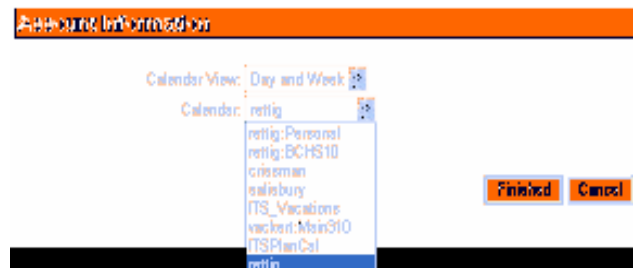 Account Information
Calendar View: Day and Week
Calendar: rettig
rettig:Personal
rettig:BCHS10
crissman
salisbury
ITS_Vacations
vackert:Main310
ITSPlanCal
rettig
Finished Cancel